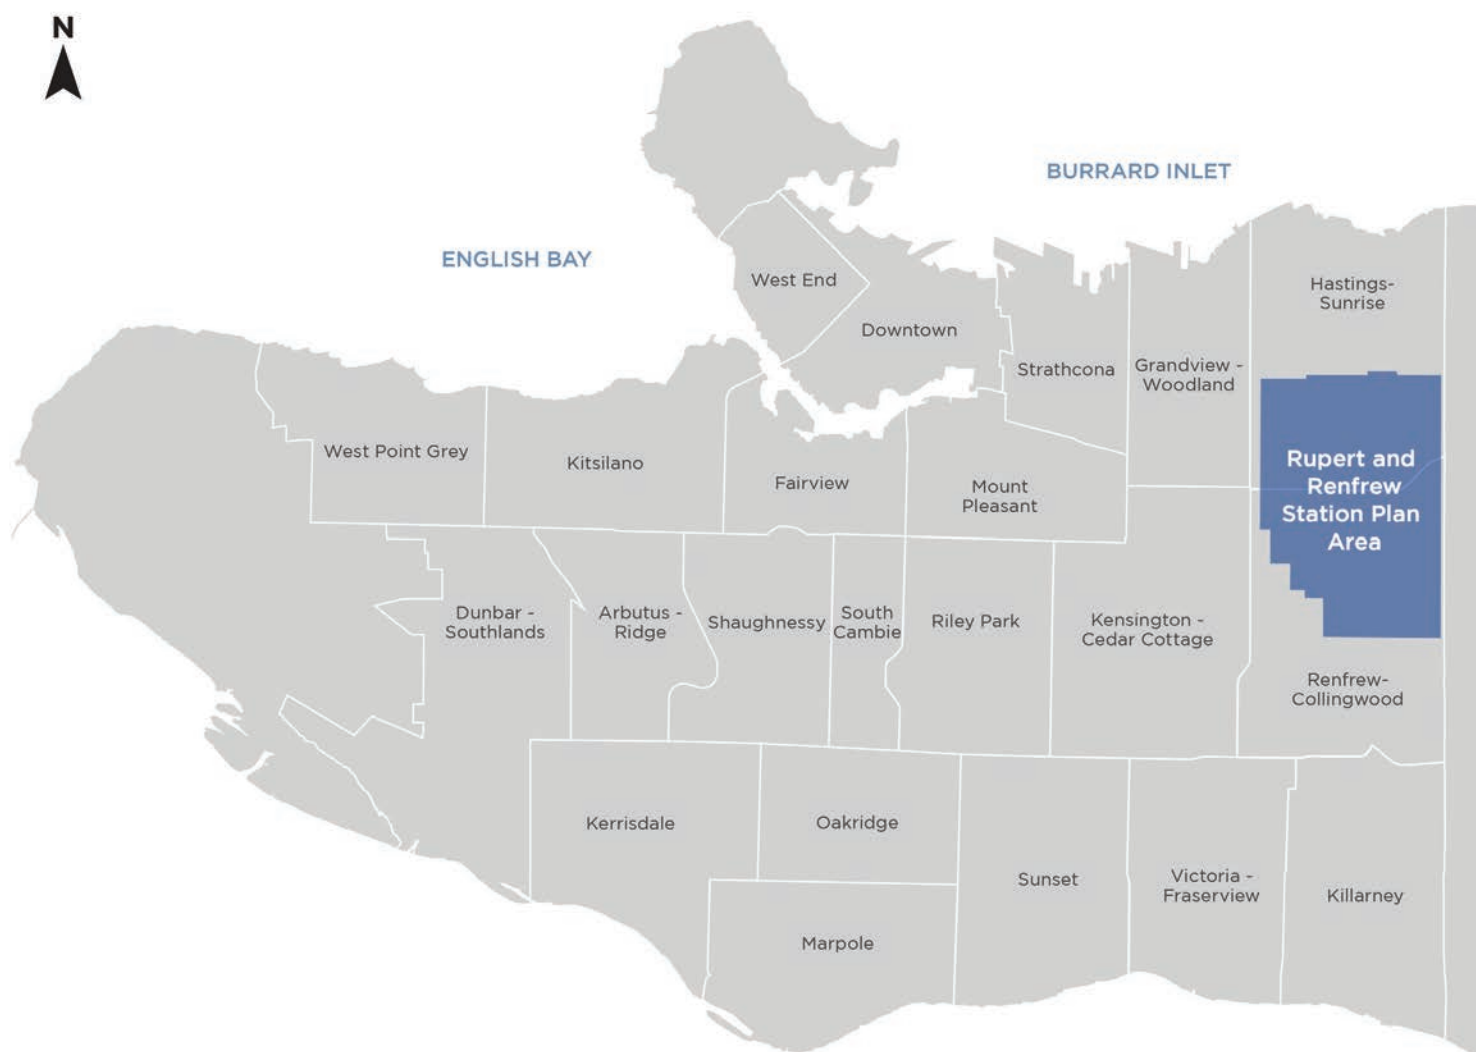 N
BURRARD INLET
ENGLISH BAY
West End
Downtown
Hastings-
Sunrise
Strathcona
Grandview -
Woodland
West Point Grey
Kitsilano
Fairview
Mount
Pleasant
Rupert and
Renfrew
Station Plan
Area
Dunbar -
Southlands
Arbutus -
Ridge
Shaughnessy
South
Cambie
Riley Park
Kensington -
Cedar Cottage
Renfrew-
Collingwood
Kerrisdale
Oakridge
Sunset
Victoria -
Fraserview
Killarney
Marpole